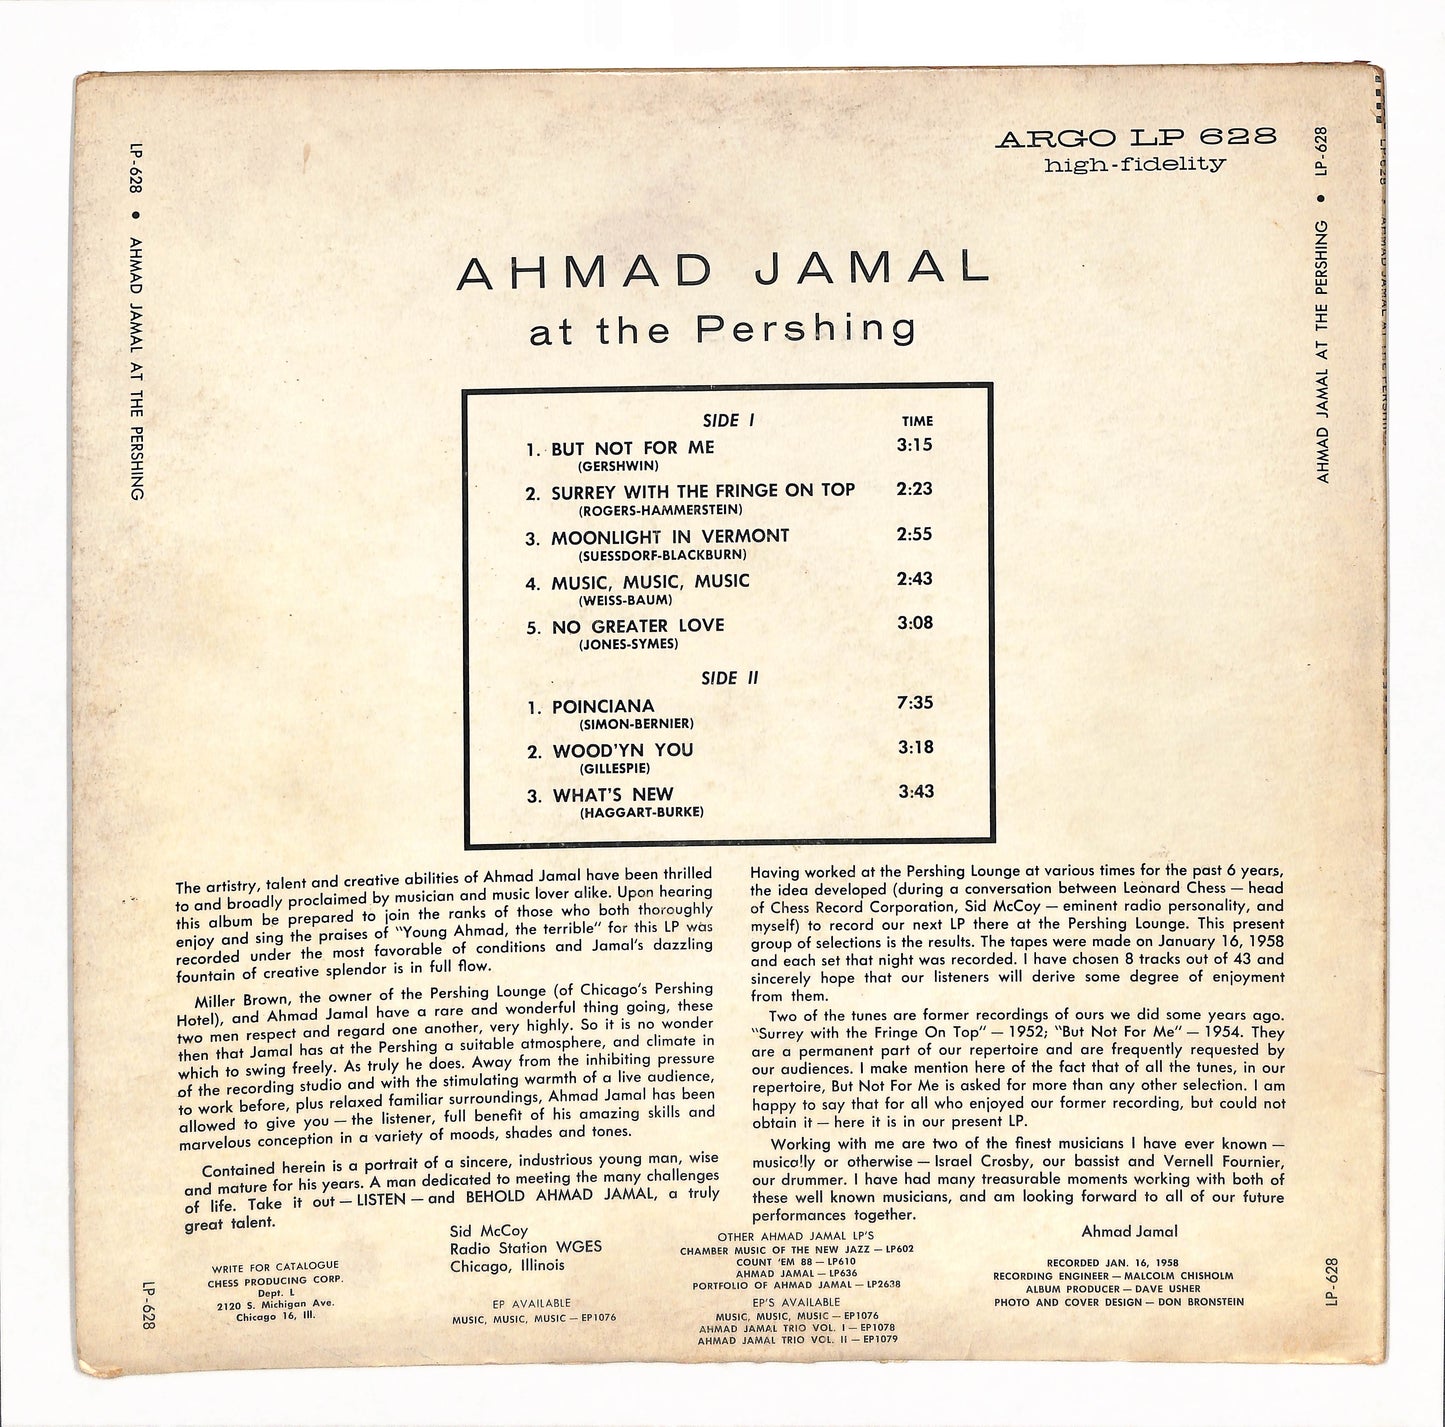 ARGO LP 628
high-fidelity
LP-628 • AHMAD JAMAL AT THE PERSHING
LP-628 • AHMAD JAMAL AT THE PERSHING
AHMAD JAMAL
at the Pershing
SIDE I TIME
1. BUT NOT FOR ME 3:15
(GERSHWIN)
2. SURREY WITH THE FRINGE ON TOP 2:23
(ROGERS-HAMMERSTEIN)
3. MOONLIGHT IN VERMONT 2:55
(SUESSDORF-BLACKBURN)
4. MUSIC, MUSIC, MUSIC 2:43
(WEISS-BAUM)
5. NO GREATER LOVE 3:08
(JONES-SYMES)
SIDE II
1. POINCIANA 7:35
(SIMON-BERNIER)
2. WOOD'YN YOU 3:18
(GILLESPIE)
3. WHAT'S NEW 3:43
(HAGGART-BURKE)
The artistry, talent and creative abilities of Ahmad Jamal have been thrilled
to and broadly proclaimed by musician and music lover alike. Upon hearing
this album be prepared to join the ranks of those who both thoroughly
enjoy and sing the praises of "Young Ahmad, the terrible" for this LP was
recorded under the most favorable of conditions and Jamal's dazzling
fountain of creative splendor is in full flow.
Miller Brown, the owner of the Pershing Lounge (of Chicago's Pershing
Hotel), and Ahmad Jamal have a rare and wonderful thing going, these
two men respect and regard one another, very highly. So it is no wonder
then that Jamal has at the Pershing a suitable atmosphere, and climate in
which to swing freely. As truly he does. Away from the inhibiting pressure
of the recording studio and with the stimulating warmth of a live audience,
to work before, plus relaxed familiar surroundings, Ahmad Jamal has been
allowed to give you — the listener, full benefit of his amazing skills and
marvelous conception in a variety of moods, shades and tones.
Contained herein is a portrait of a sincere, industrious young man, wise
and mature for his years. A man dedicated to meeting the many challenges
of life. Take it out — LISTEN — and BEHOLD AHMAD JAMAL, a truly
great talent.
Sid McCoy
Radio Station WGES
Chicago, Illinois
Having worked at the Pershing Lounge at various times for the past 6 years,
the idea developed (during a conversation between Leonard Chess — head
of Chess Record Corporation, Sid McCoy — eminent radio personality, and
myself) to record our next LP there at the Pershing Lounge. This present
group of selections is the results. The tapes were made on January 16, 1958
and each set that night was recorded. I have chosen 8 tracks out of 43 and
sincerely hope that our listeners will derive some degree of enjoyment
from them.
Two of the tunes are former recordings of ours we did some years ago.
"Surrey with the Fringe On Top" — 1952; "But Not For Me" — 1954. They
are a permanent part of our repertoire and are frequently requested by
our audiences. I make mention here of the fact that of all the tunes, in our
repertoire, But Not For Me is asked for more than any other selection. I am
happy to say that for all who enjoyed our former recording, but could not
obtain it — here it is in our present LP.
Working with me are two of the finest musicians I have ever known —
musically or otherwise — Israel Crosby, our bassist and Vernell Fournier,
our drummer. I have had many treasurable moments working with both of
these well known musicians, and am looking forward to all of our future
performances together.
Ahmad Jamal
WRITE FOR CATALOGUE
CHESS PRODUCING CORP.
Dept. L
2120 S. Michigan Ave.
Chicago 16, Ill.
EP AVAILABLE
MUSIC, MUSIC, MUSIC — EP1076
OTHER AHMAD JAMAL LP'S
CHAMBER MUSIC OF THE NEW JAZZ — LP602
COUNT 'EM 88 — LP610
AHMAD JAMAL — LP636
PORTFOLIO OF AHMAD JAMAL — LP2638
EP'S AVAILABLE
MUSIC, MUSIC, MUSIC — EP1076
AHMAD JAMAL TRIO VOL. I — EP1078
AHMAD JAMAL TRIO VOL. II — EP1079
RECORDED JAN. 16, 1958
RECORDING ENGINEER — MALCOLM CHISHOLM
ALBUM PRODUCER — DAVE USHER
PHOTO AND COVER DESIGN — DON BRONSTEIN
LP-628
LP-628